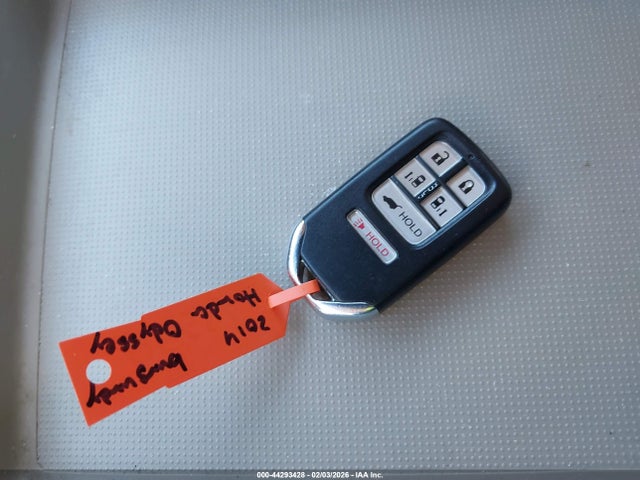 HOLD
HOLD
2014 burgundy
Honda Odyssey
000-44293428 - 02/03/2026 - IAA Inc.